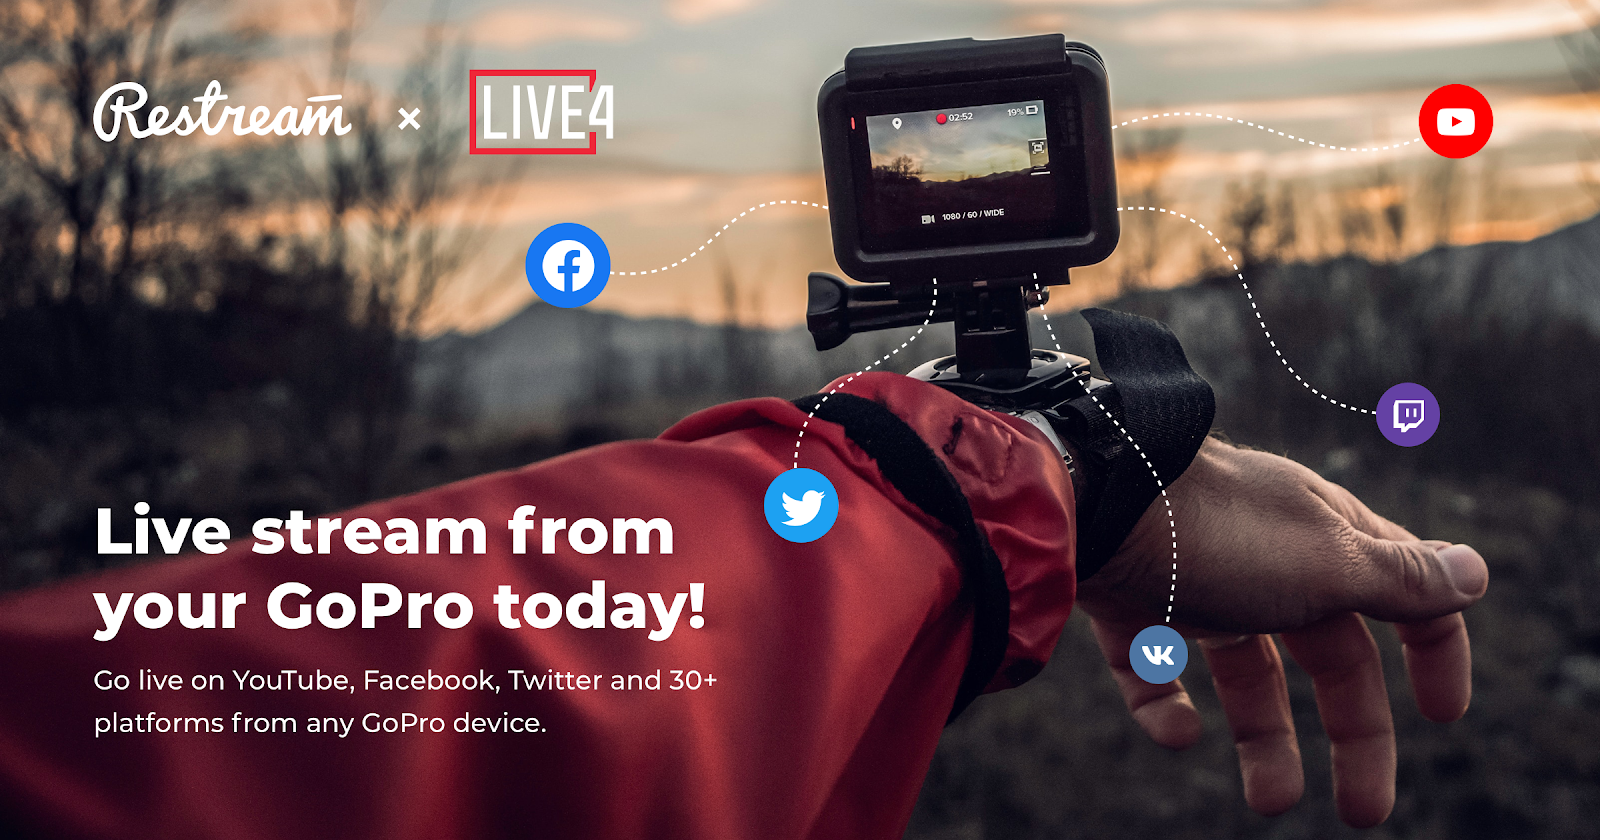 Restream × LIVE4
02:52
19%
1080 / 60 / WIDE
Live stream from
your GoPro today!
Go live on YouTube, Facebook, Twitter and 30+
platforms from any GoPro device.